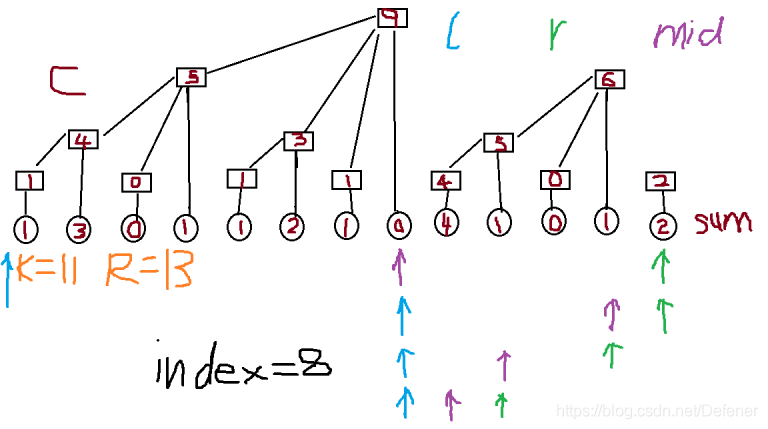 9 l r mid
C 5 6
4 3 5
1 0 1 1 4 0 2
1 3 0 1 1 2 1 0 4 1 0 1 2 sum
K=11 R=13
index=8
https://blog.csdn.net/Defener